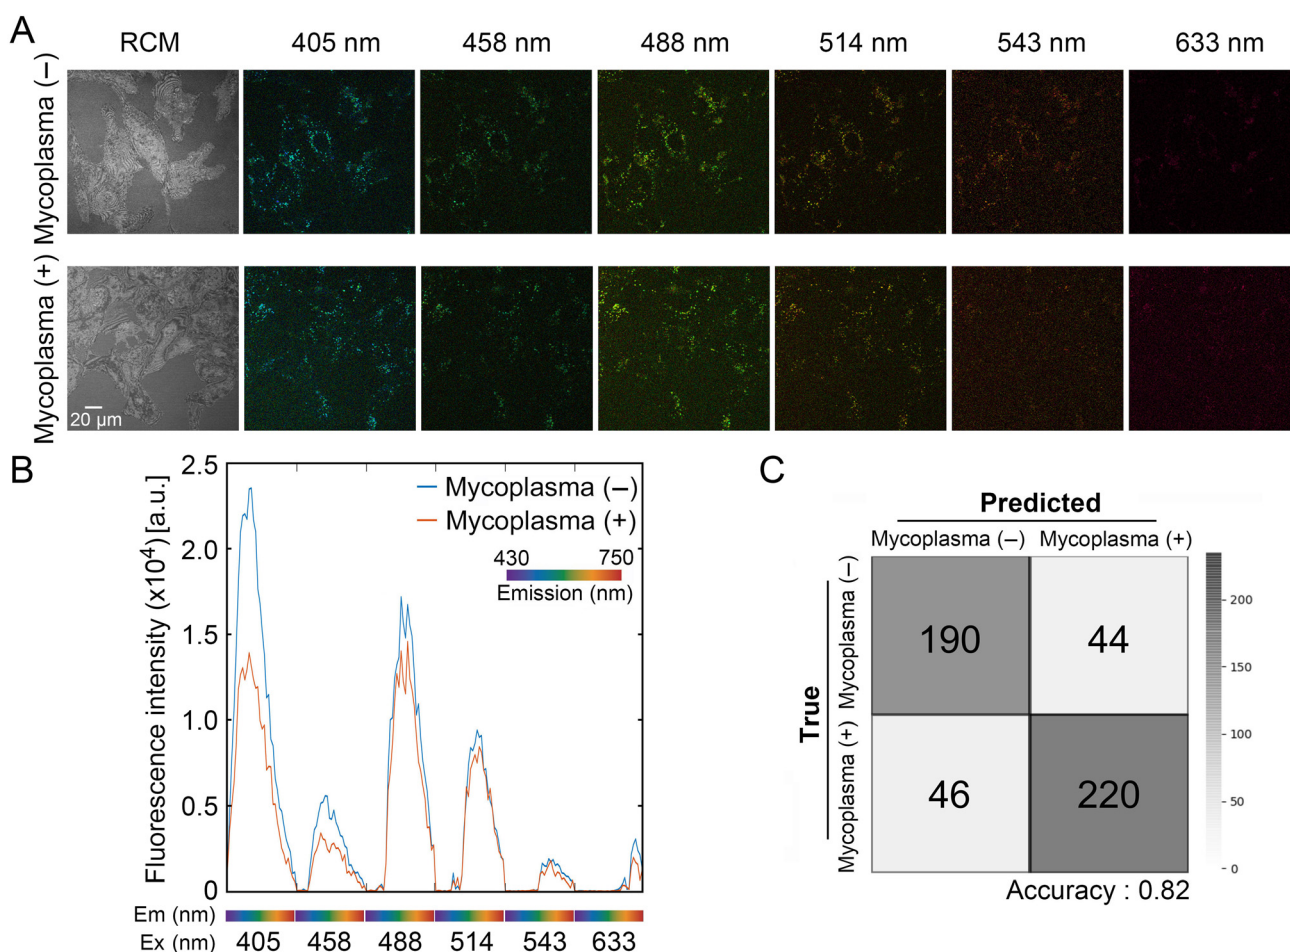 A
RCM
405 nm
458 nm
488 nm
514 nm
543 nm
633 nm
Mycoplasma (–)
Mycoplasma (+)
20 μm
B
Fluorescence intensity (x10⁴)[a.u.]
2.5
2.0
1.5
1.0
0.5
0
Mycoplasma (–)
Mycoplasma (+)
430 750
Emission (nm)
Em (nm)
Ex (nm) 405 458 488 514 543 633
C
Predicted
Mycoplasma (–) Mycoplasma (+)
True
Mycoplasma (–)
Mycoplasma (+)
190 44
46 220
200
150
100
50
0
Accuracy : 0.82